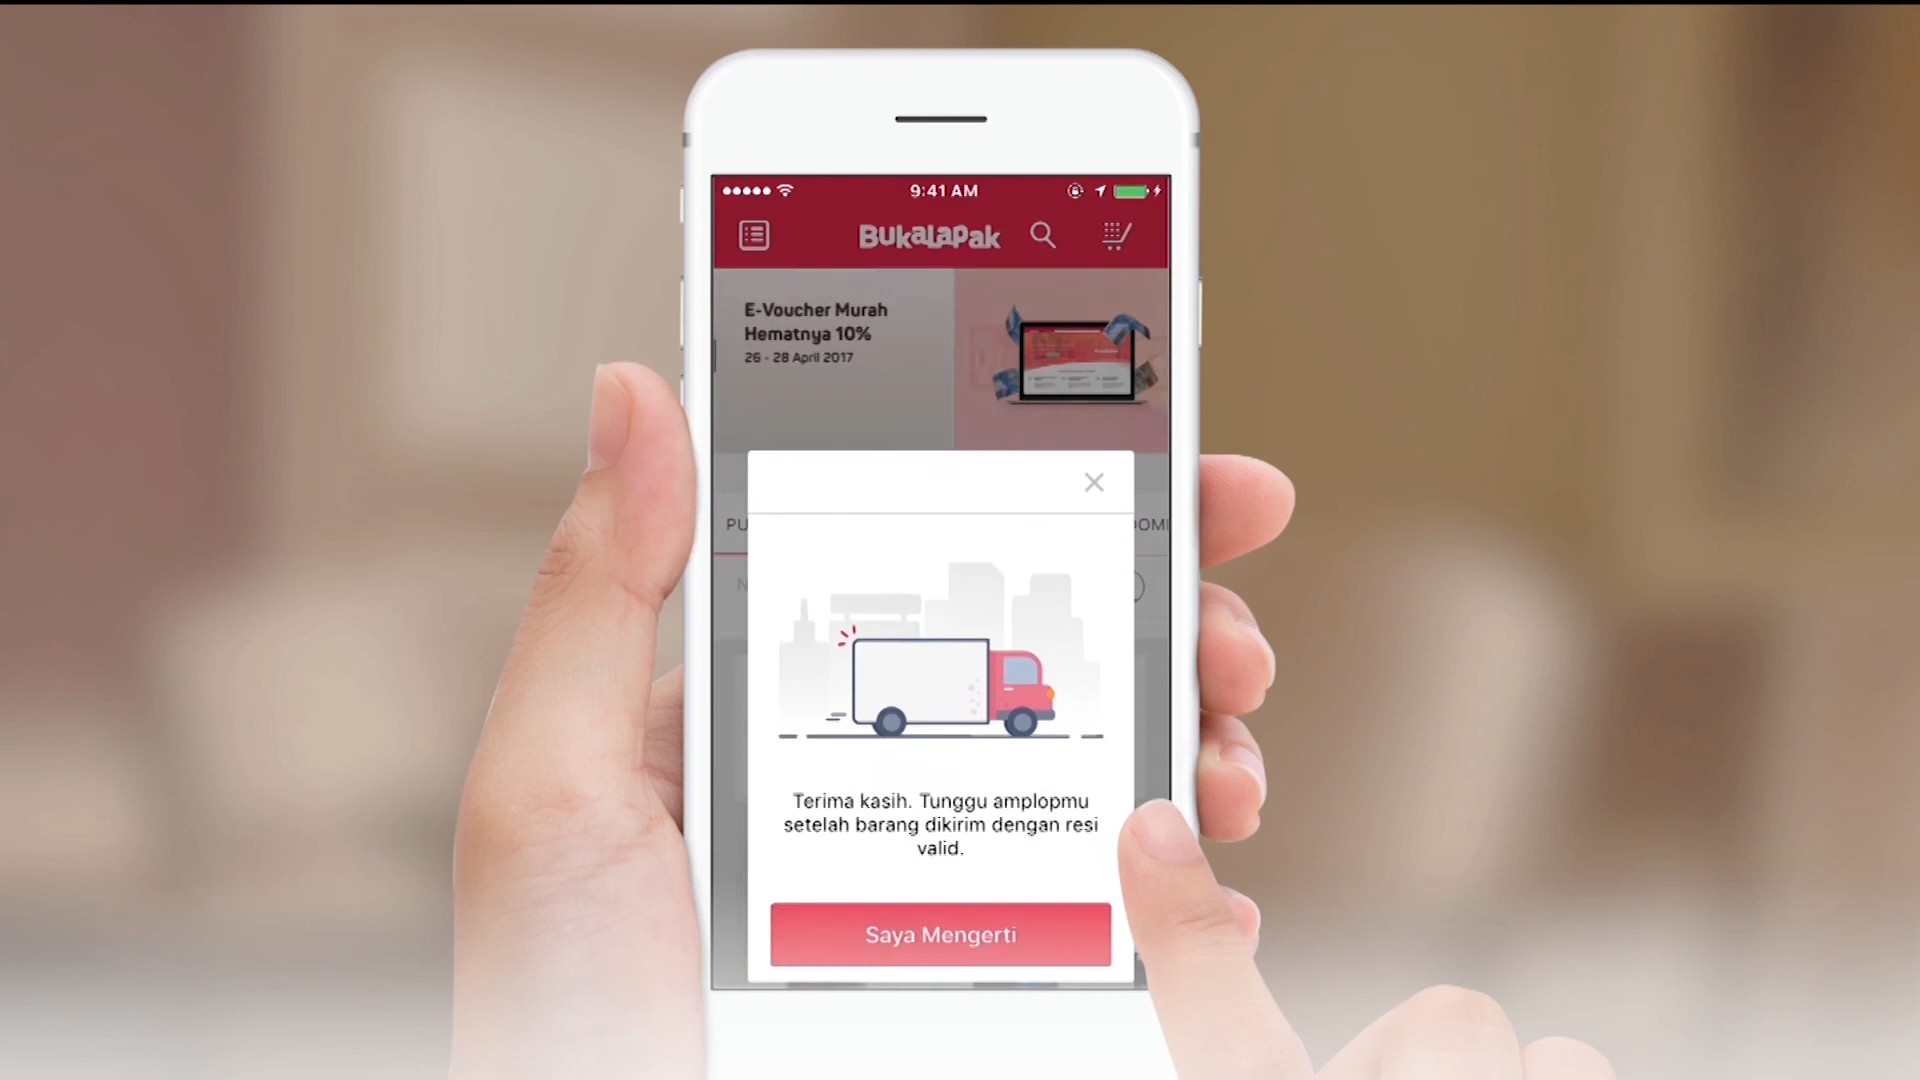 9:41 AM
Bukalapak
E-Voucher Murah
Hematnya 10%
26 - 28 April 2017
Terima kasih. Tunggu amplopmu
setelah barang dikirim dengan resi
valid.
Saya Mengerti